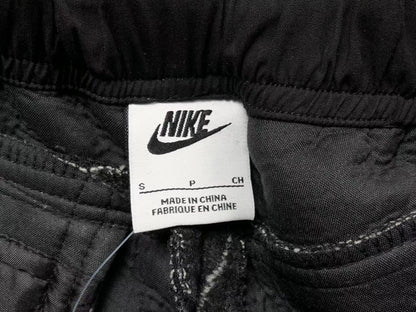 NIKE
S P CH
MADE IN CHINA
FABRIQUE EN CHINE